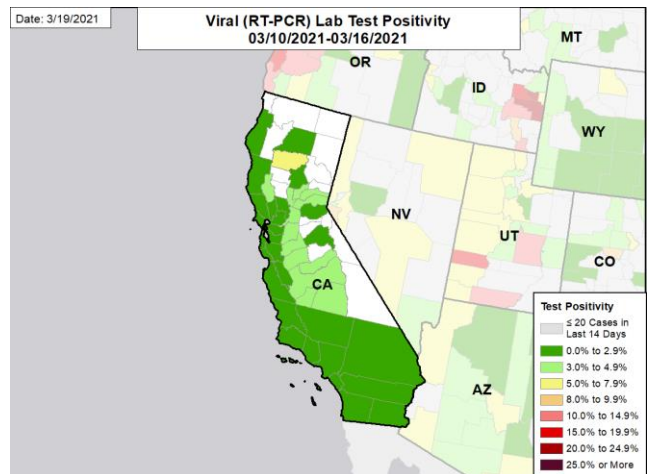 Date: 3/19/2021
Viral (RT-PCR) Lab Test Positivity
03/10/2021-03/16/2021
MT
OR
ID
WY
NV
UT
CO
CA
AZ
Test Positivity
≤ 20 Cases in
Last 14 Days
0.0% to 2.9%
3.0% to 4.9%
5.0% to 7.9%
8.0% to 9.9%
10.0% to 14.9%
15.0% to 19.9%
20.0% to 24.9%
25.0% or More